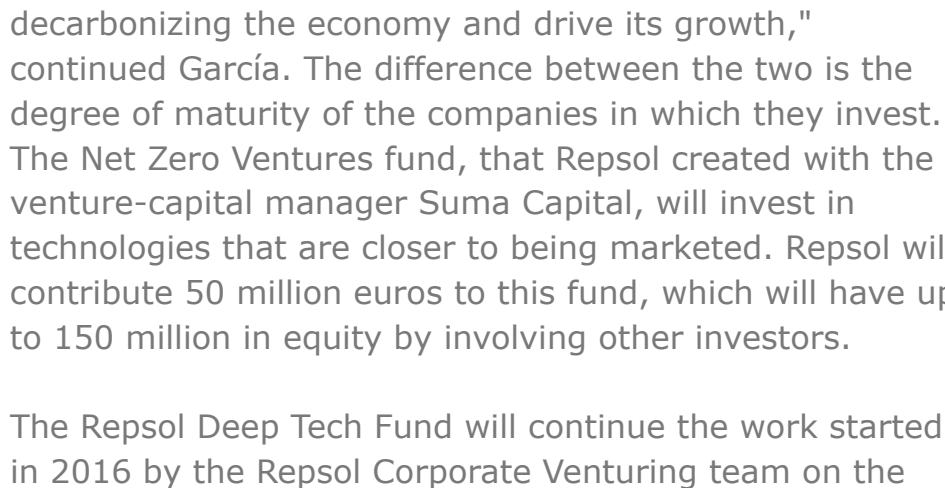 decarbonizing the economy and drive its growth,"
continued García. The difference between the two is the
degree of maturity of the companies in which they invest.
The Net Zero Ventures fund, that Repsol created with the
venture-capital manager Suma Capital, will invest in
technologies that are closer to being marketed. Repsol wil
contribute 50 million euros to this fund, which will have up
to 150 million in equity by involving other investors.
The Repsol Deep Tech Fund will continue the work started
in 2016 by the Repsol Corporate Venturing team on the